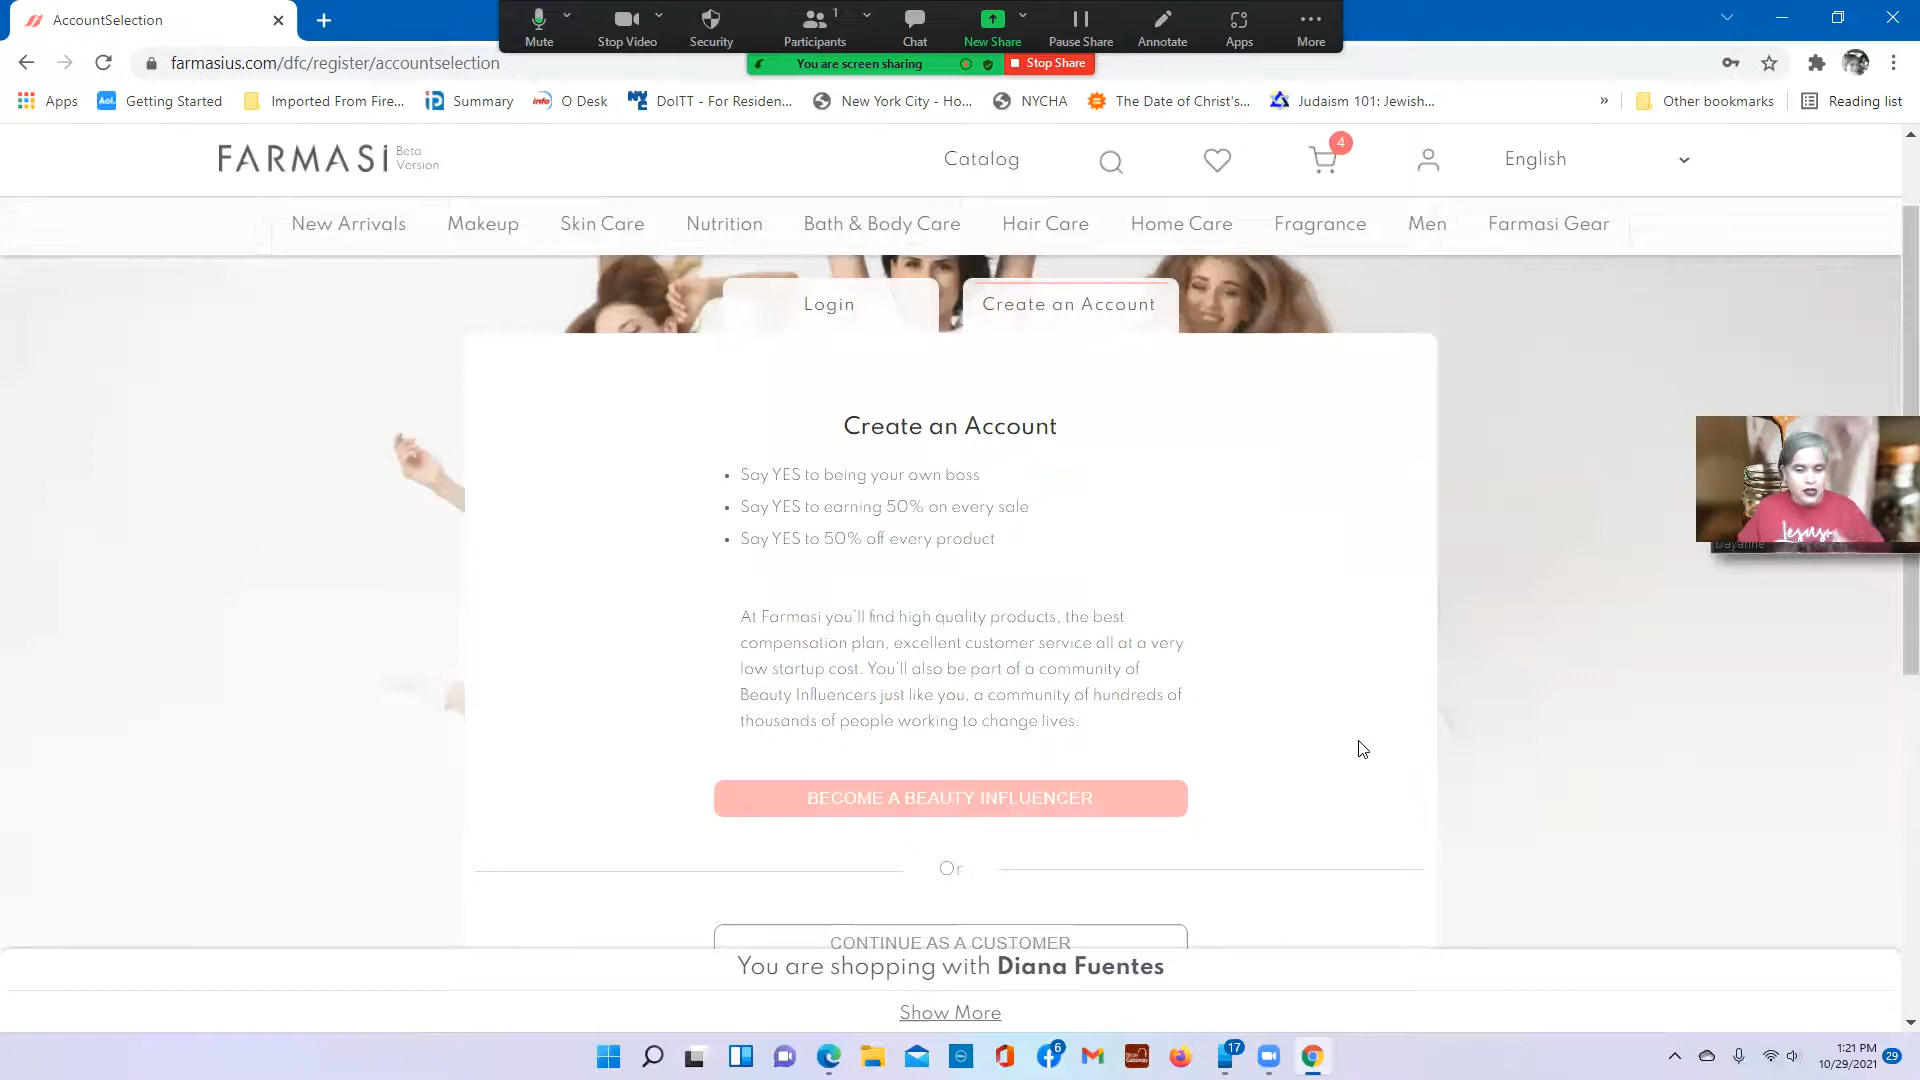 AccountSelection
Mute
Stop Video
Security
1
Participants
Chat
New Share
Pause Share
Annotate
Apps
More
You are screen sharing
Stop Share
farmasius.com/dfc/register/accountselection
Apps
Aol.
Getting Started
Imported From Fire...
Summary
info
O Desk
DoITT - For Residen...
New York City - Ho...
NYCHA
The Date of Christ's...
Judaism 101: Jewish...
»
Other bookmarks
Reading list
FARMASi
Beta
Version
Catalog
4
English
New Arrivals
Makeup
Skin Care
Nutrition
Bath & Body Care
Hair Care
Home Care
Fragrance
Men
Farmasi Gear
Login
Create an Account
Create an Account
• Say YES to being your own boss
• Say YES to earning 50% on every sale
• Say YES to 50% off every product
At Farmasi you'll find high quality products, the best
compensation plan, excellent customer service all at a very
low startup cost. You'll also be part of a community of
Beauty Influencers just like you, a community of hundreds of
thousands of people working to change lives.
BECOME A BEAUTY INFLUENCER
Or
CONTINUE AS A CUSTOMER
You are shopping with Diana Fuentes
Show More
Jesus
Dayanne
6
17
1:21 PM
10/29/2021
29